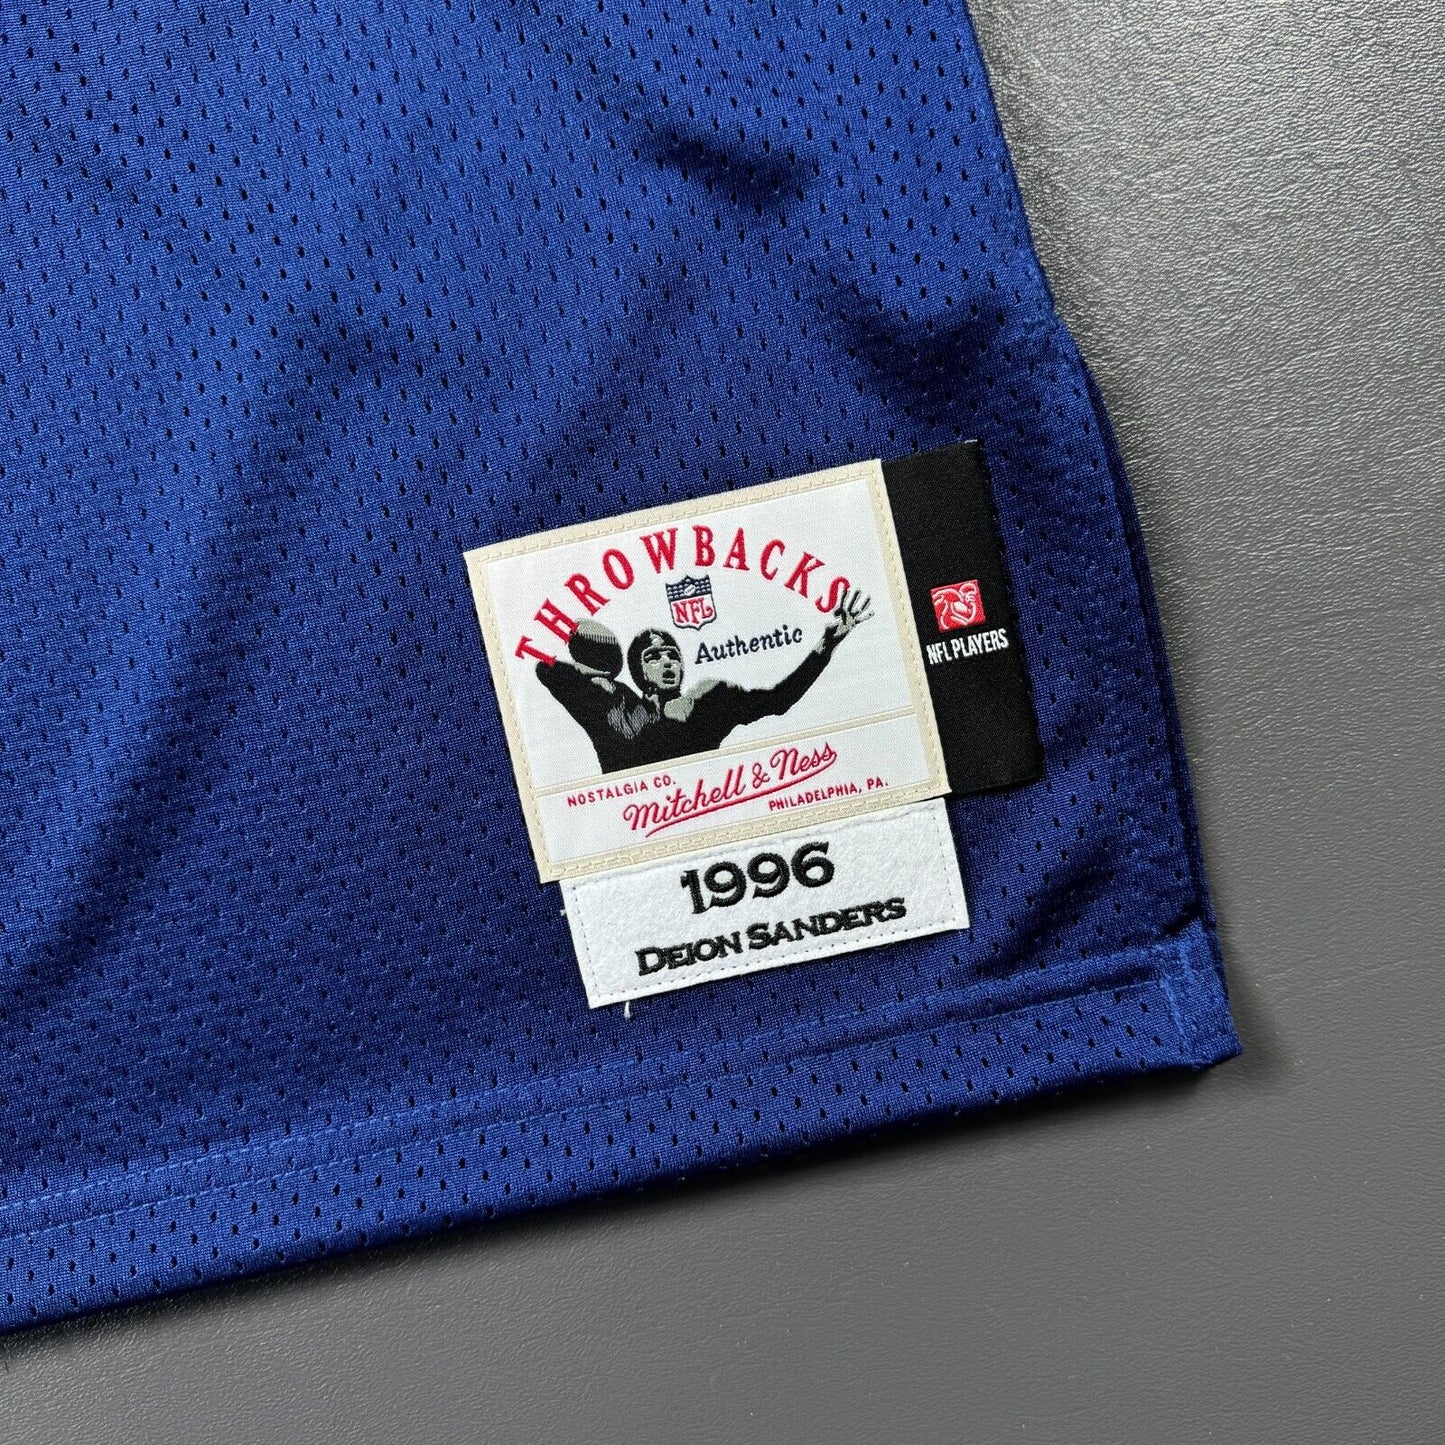 THROWBACKS
NFL
Authentic
NFL PLAYERS
NOSTALGIA CO.
Mitchell & Ness
PHILADELPHIA, PA.
1996
DEION SANDERS